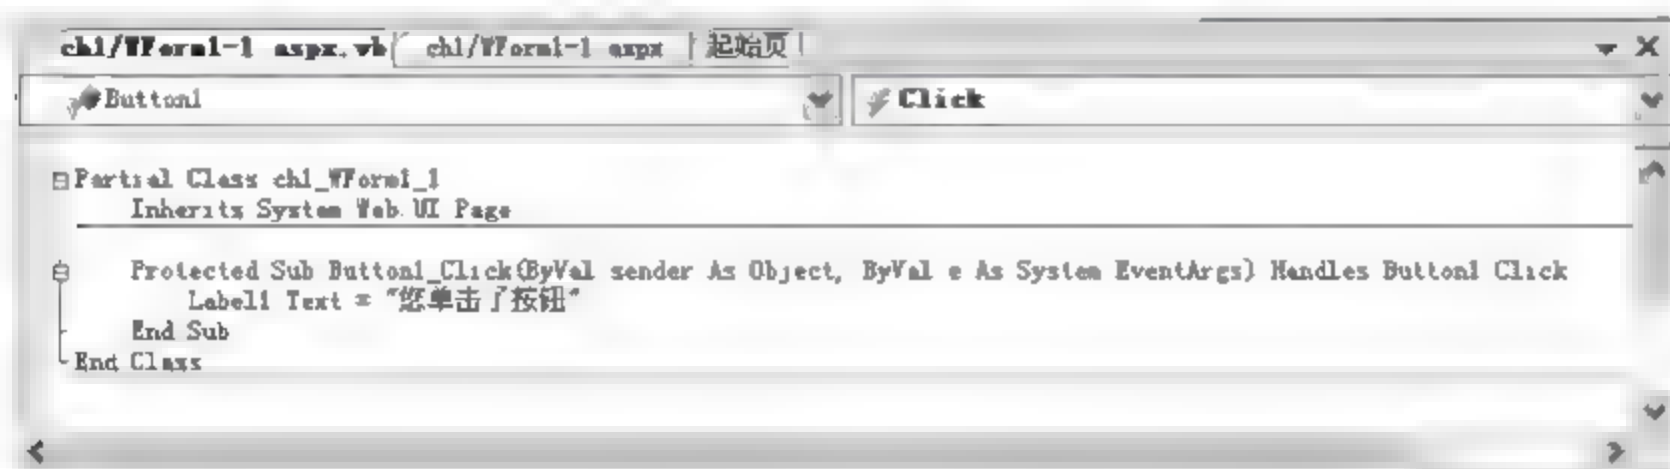 ch1/WForm1-1 aspx.vb ch1/WForm1-1 aspx 起始页
Button1 Click
Partial Class ch1_WForm1_1
Inherits System Web UI Page
Protected Sub Button1_Click(ByVal sender As Object, ByVal e As System EventArgs) Handles Button1 Click
Label1 Text = "您单击了按钮"
End Sub
End Class